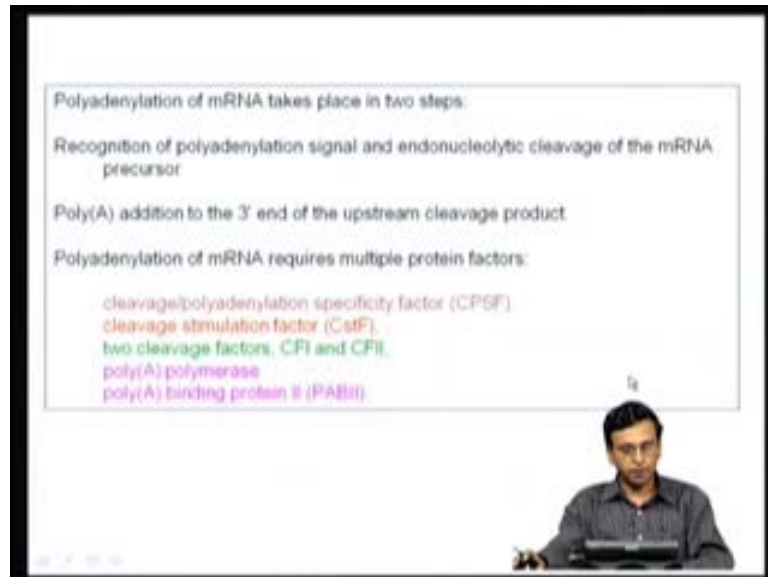 Polyadenylation of mRNA takes place in two steps:
Recognition of polyadenylation signal and endonucleolytic cleavage of the mRNA
precursor
Poly(A) addition to the 3' end of the upstream cleavage product
Polyadenylation of mRNA requires multiple protein factors:
cleavage/polyadenylation specificity factor (CPSF)
cleavage stimulation factor (CstF),
two cleavage factors, CFI and CFII,
poly(A) polymerase
poly(A) binding protein II (PABII)